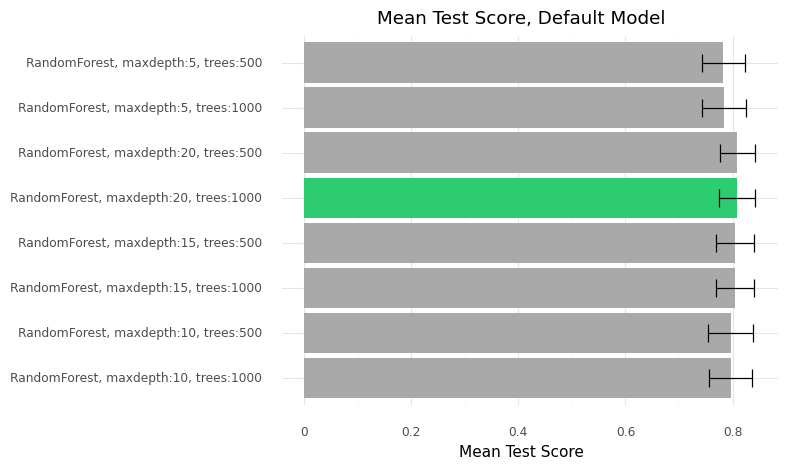 Mean Test Score, Default Model
RandomForest, maxdepth:5, trees:500
RandomForest, maxdepth:5, trees:1000
RandomForest, maxdepth:20, trees:500
RandomForest, maxdepth:20, trees:1000
RandomForest, maxdepth:15, trees:500
RandomForest, maxdepth:15, trees:1000
RandomForest, maxdepth:10, trees:500
RandomForest, maxdepth:10, trees:1000
0 0.2 0.4 0.6 0.8
Mean Test Score